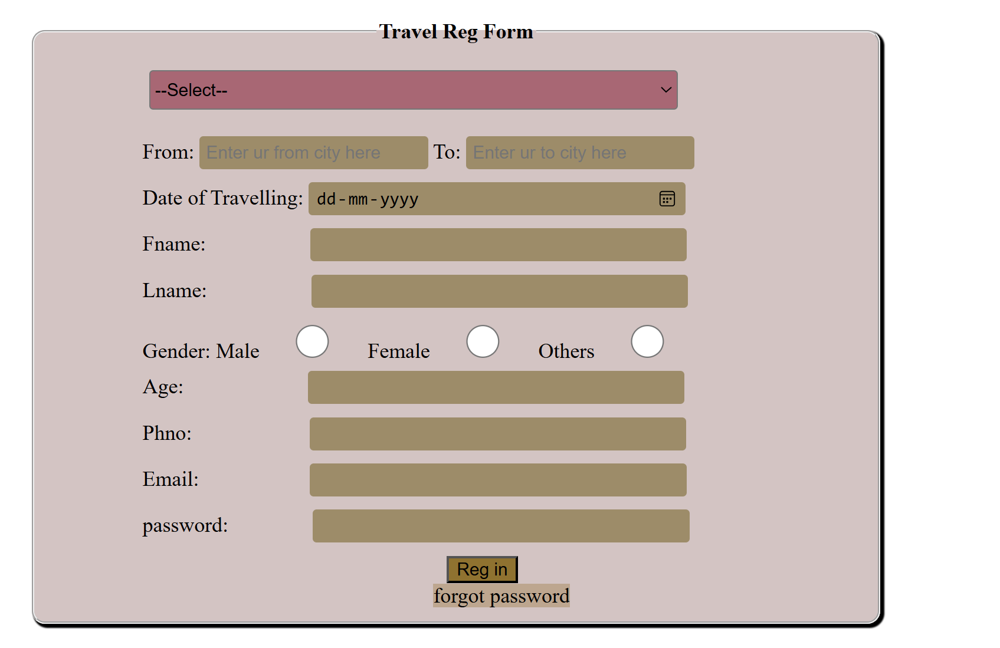 Travel Reg Form
--Select--
From: Enter ur from city here To: Enter ur to city here
Date of Travelling: dd-mm-yyyy
Fname:
Lname:
Gender: Male Female Others
Age:
Phno:
Email:
password:
Reg in
forgot password